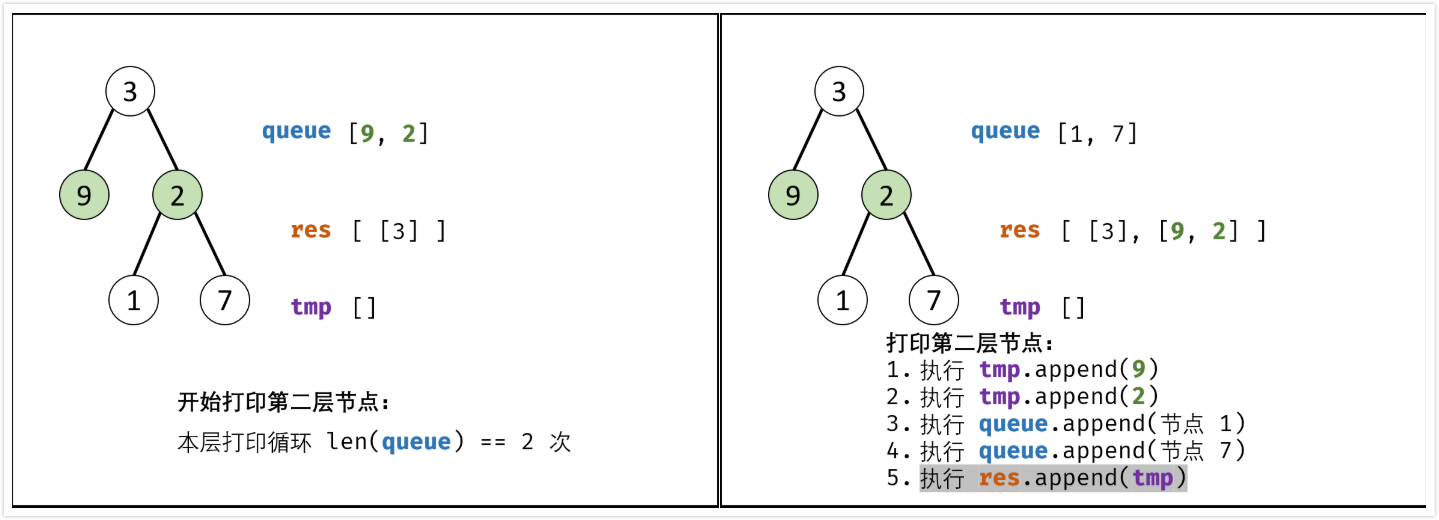 3
queue [9, 2]
9
2
res [ [3] ]
1
7
tmp []
开始打印第二层节点：
本层打印循环 len(queue) == 2 次
3
queue [1, 7]
9
2
res [ [3], [9, 2] ]
1
7
tmp []
打印第二层节点：
1. 执行 tmp.append(9)
2. 执行 tmp.append(2)
3. 执行 queue.append(节点 1)
4. 执行 queue.append(节点 7)
5. 执行 res.append(tmp)